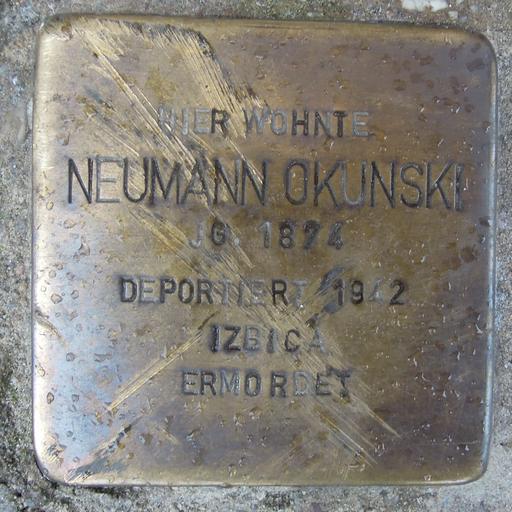 HIER WOHNTE
NEUMANN OKUNSKI
JG. 1874
DEPORTIERT 1942
IZBICA
ERMORDET